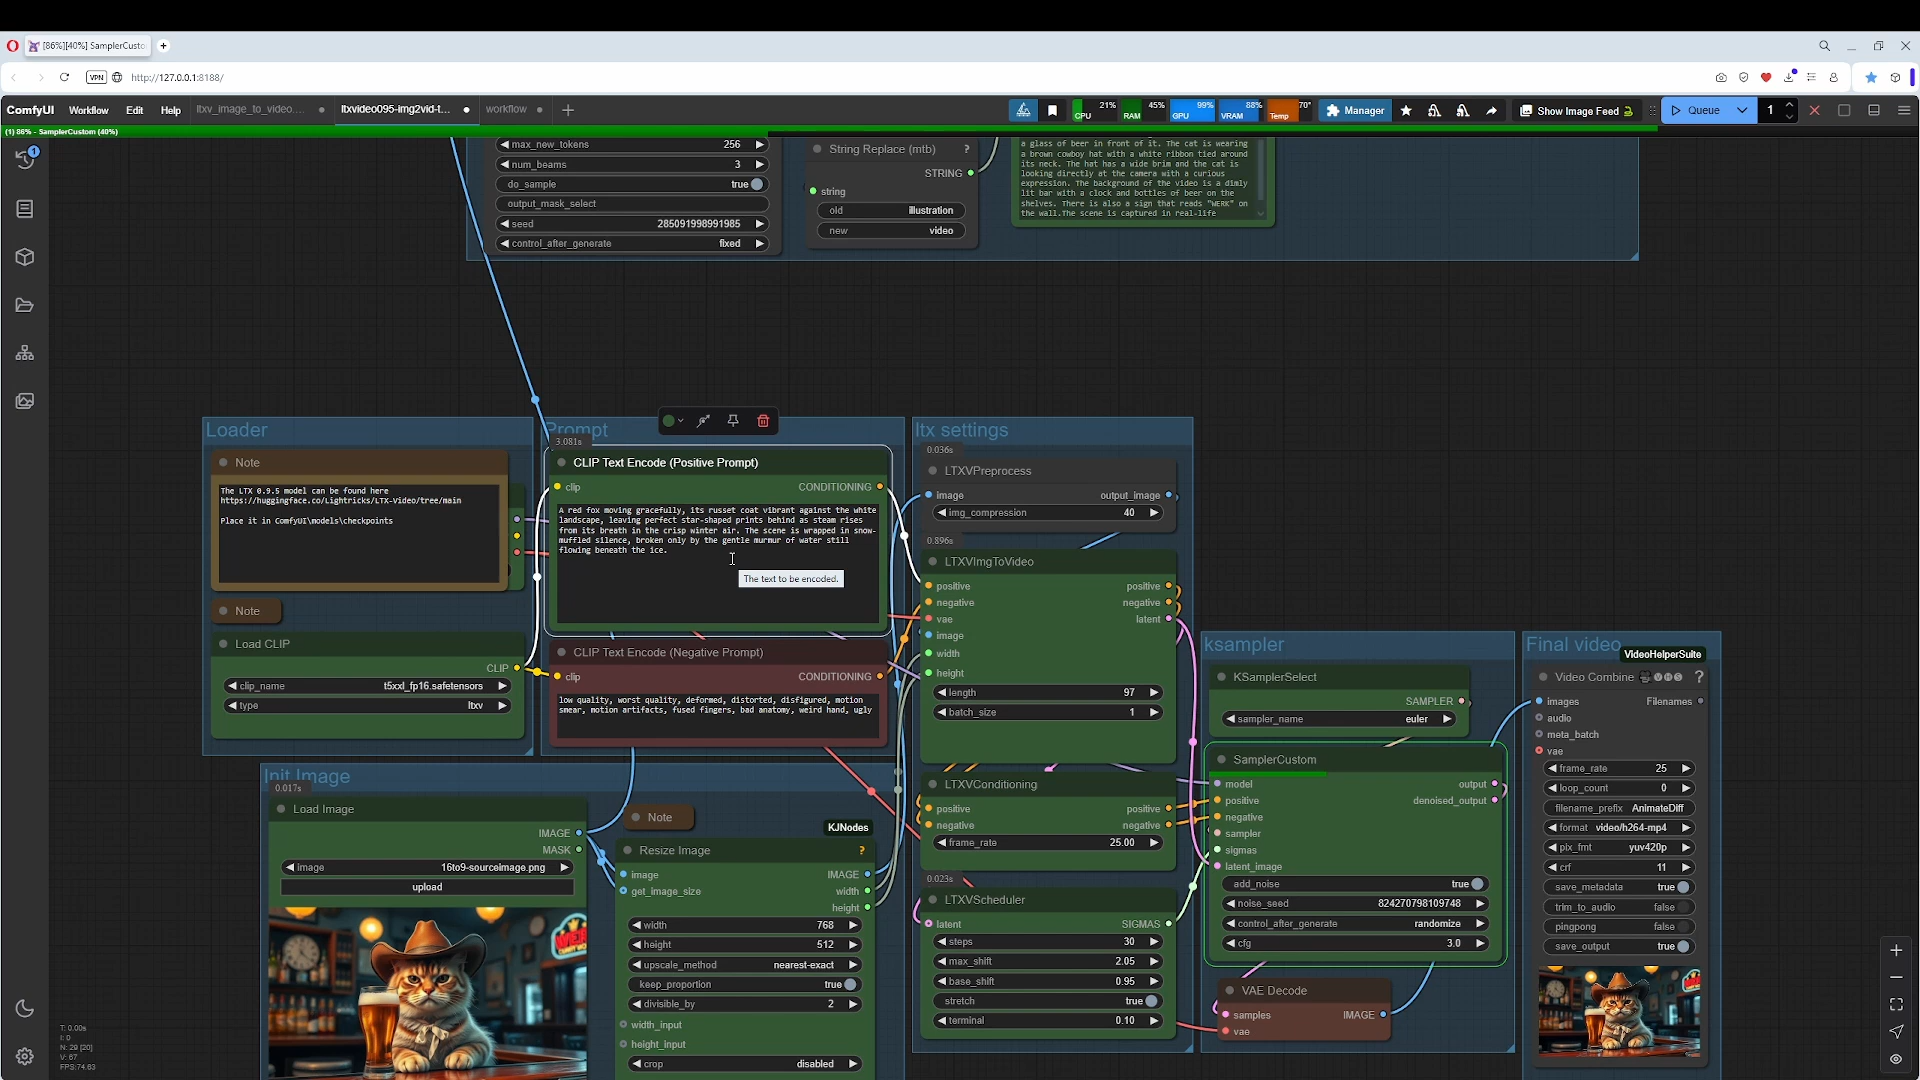 [86%][40%] SamplerCusto
VPN
http://127.0.0.1:8188/
ComfyUI
Workflow
Edit
Help
ltxv_image_to_video...
ltxvideo095-img2vid-t...
workflow
CPU
21%
RAM
45%
GPU
99%
VRAM
88%
Temp
70°
Manager
Show Image Feed
Queue
1
(1) 86% - SamplerCustom (40%)
1
max_new_tokens 256
num_beams 3
do_sample true
output_mask_select
seed 285091998991985
control_after_generate fixed
String Replace (mtb) ?
STRING
string
old illustration
new video
a glass of beer in front of it. The cat is wearing
a brown cowboy hat with a white ribbon tied around
its neck. The hat has a wide brim and the cat is
looking directly at the camera with a curious
expression. The background of the video is a dimly
lit bar with a clock and bottles of beer on the
shelves. There is also a sign that reads "WERK" on
the wall.The scene is captured in real-life
Loader
Note
The LTX 0.9.5 model can be found here
https://huggingface.co/Lightricks/LTX-Video/tree/main
Place it in ComfyUI\models\checkpoints
Note
Load CLIP
CLIP
clip_name t5xxl_fp16.safetensors
type ltxv
Prompt
3.081s
CLIP Text Encode (Positive Prompt)
clip CONDITIONING
A red fox moving gracefully, its russet coat vibrant against the white
landscape, leaving perfect star-shaped prints behind as steam rises
from its breath in the crisp winter air. The scene is wrapped in snow-
muffled silence, broken only by the gentle murmur of water still
flowing beneath the ice.
The text to be encoded.
CLIP Text Encode (Negative Prompt)
clip CONDITIONING
low quality, worst quality, deformed, distorted, disfigured, motion
smear, motion artifacts, fused fingers, bad anatomy, weird hand, ugly
ltx settings
0.036s
LTXVPreprocess
image output_image
img_compression 40
0.896s
LTXVImgToVideo
positive positive
negative negative
vae latent
image
width
height
length 97
batch_size 1
LTXVConditioning
positive positive
negative negative
frame_rate 25.00
0.023s
LTXVScheduler
latent SIGMAS
steps 30
max_shift 2.05
base_shift 0.95
stretch true
terminal 0.10
ksampler
KSamplerSelect
SAMPLER
sampler_name euler
SamplerCustom
model output
positive denoised_output
negative
sampler
sigmas
latent_image
add_noise true
noise_seed 824270798109748
control_after_generate randomize
cfg 3.0
VAE Decode
samples IMAGE
vae
Final video
VideoHelperSuite
Video Combine VHS ?
images Filenames
audio
meta_batch
vae
frame_rate 25
loop_count 0
filename_prefix AnimateDiff
format video/h264-mp4
pix_fmt yuv420p
crf 11
save_metadata true
trim_to_audio false
pingpong false
save_output true
Init Image
0.017s
Load Image
IMAGE
MASK
image 16to9-sourceimage.png
upload
Note
KJNodes
Resize Image ?
image IMAGE
get_image_size width
height
width 768
height 512
upscale_method nearest-exact
keep_proportion true
divisible_by 2
width_input
height_input
crop disabled
T: 0.00s
I: 0
N: 29 [20]
V: 67
FPS:74.63